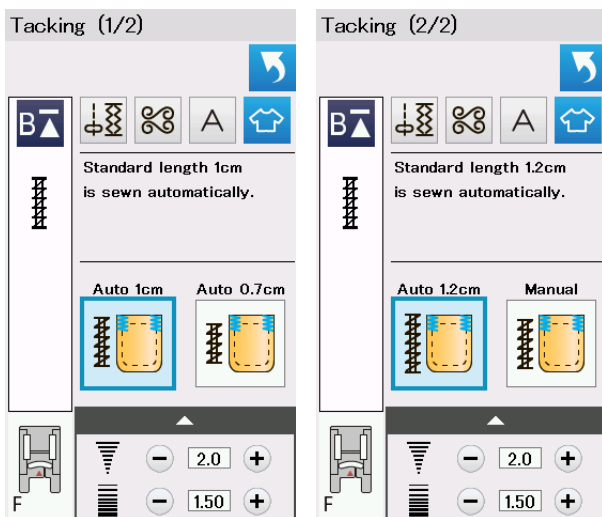 Tacking (1/2)
B
A
Standard length 1cm
is sewn automatically.
Auto 1cm
Auto 0.7cm
2.0
1.50
F
Tacking (2/2)
B
A
Standard length 1.2cm
is sewn automatically.
Auto 1.2cm
Manual
2.0
1.50
F